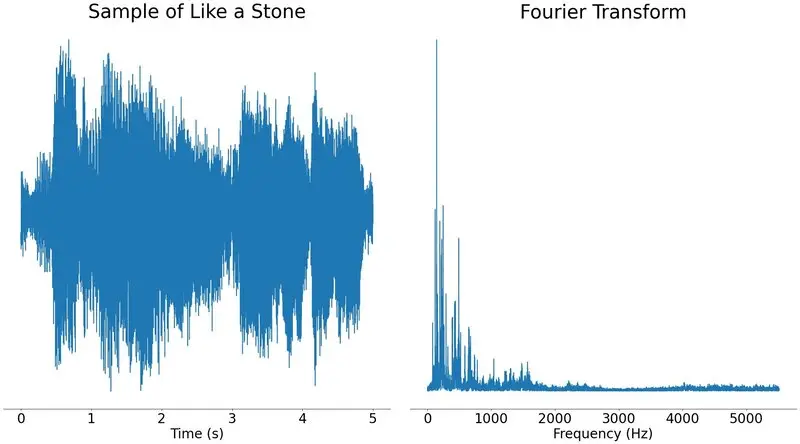 Sample of Like a Stone
Fourier Transform
0 1 2 3 4 5
Time (s)
0 1000 2000 3000 4000 5000
Frequency (Hz)